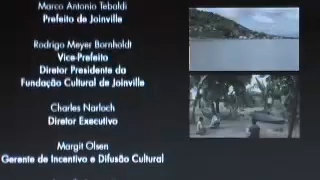 Marco Antonio Tebaldi
Prefeito de Joinville
Rodrigo Meyer Bornholdt
Vice-Prefeito
Diretor Presidente da
Fundação Cultural de Joinville
Charles Narloch
Diretor Executivo
Margit Olsen
Gerente de Incentivo e Difusão Cultural